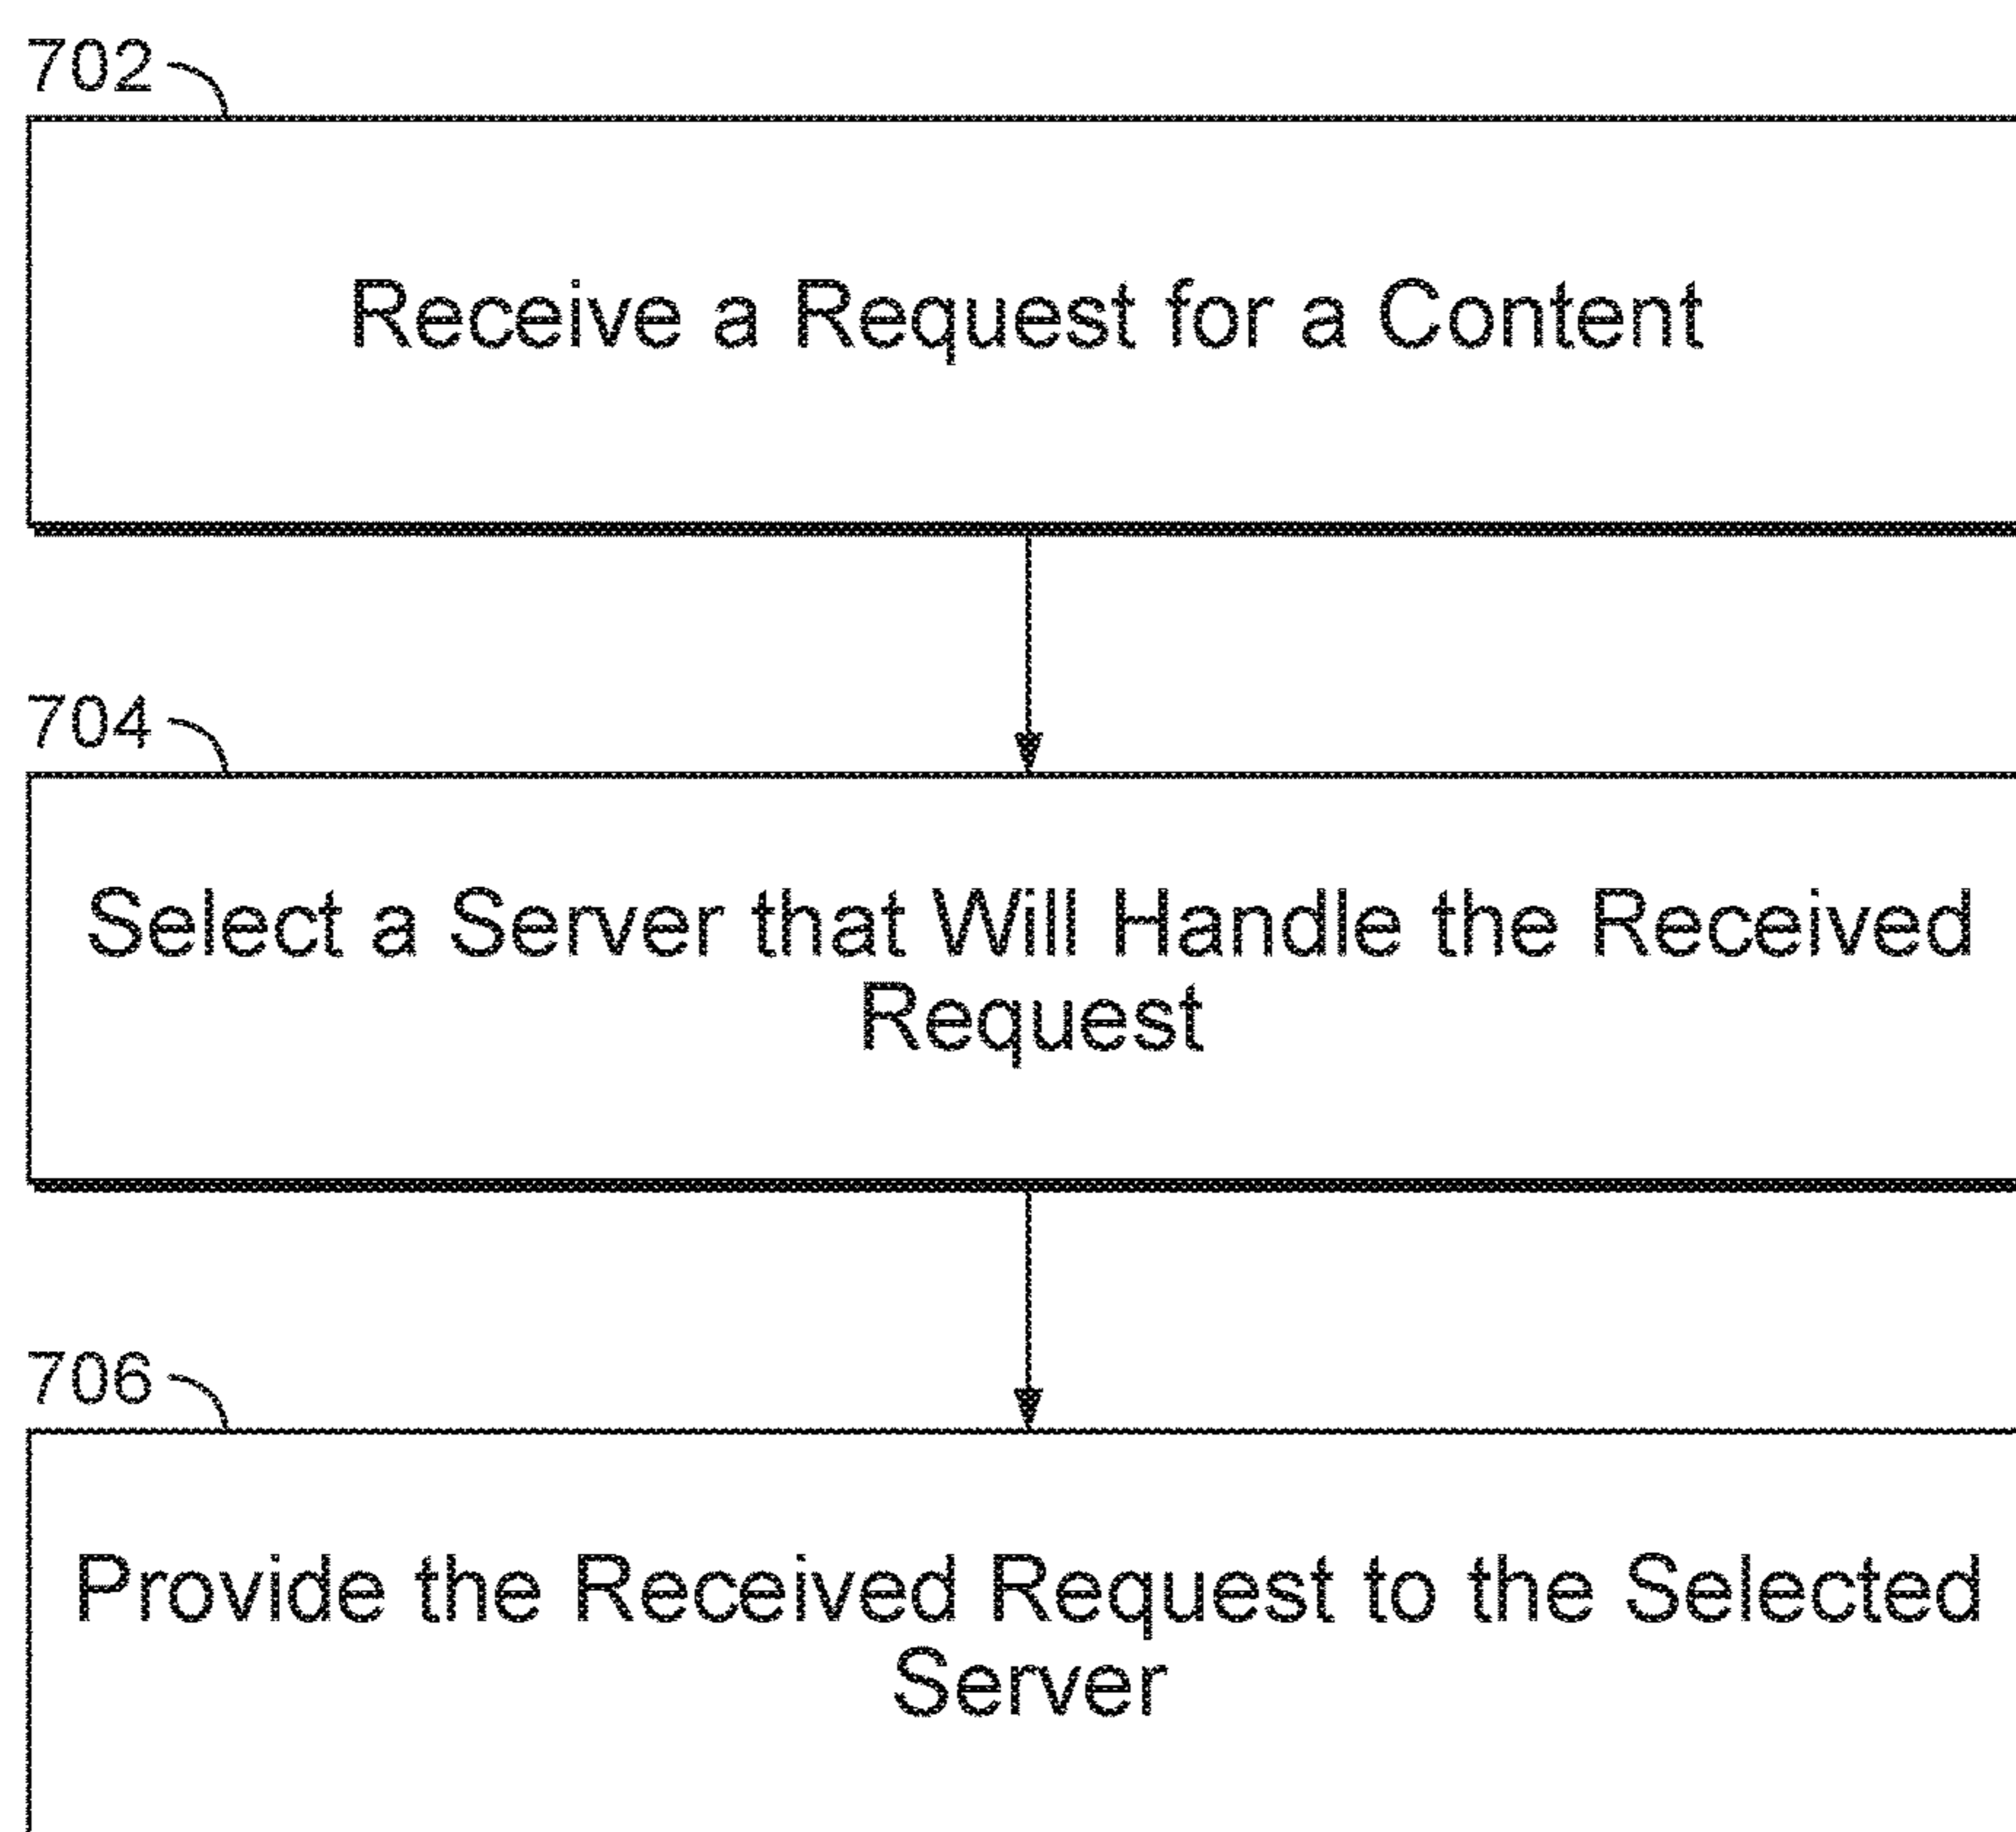 702
Receive a Request for a Content
704
Select a Server that Will Handle the Received
Request
706
Provide the Received Request to the Selected
Server